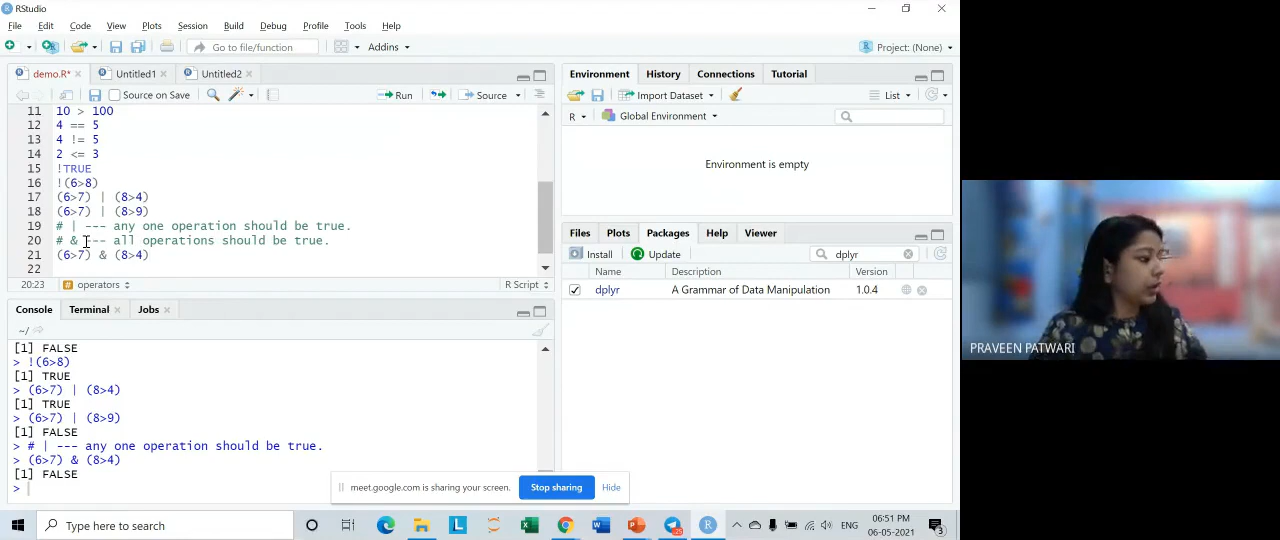 RStudio
File Edit Code View Plots Session Build Debug Profile Tools Help
Go to file/function Addins Project: (None)
demo.R* Untitled1 Untitled2
Source on Save Run Source
11 10 > 100
12 4 == 5
13 4 != 5
14 2 <= 3
15 !TRUE
16 !(6>8)
17 (6>7) | (8>4)
18 (6>7) | (8>9)
19 # | --- any one operation should be true.
20 # & --- all operations should be true.
21 (6>7) & (8>4)
22
20:23 operators R Script
Console Terminal Jobs
~/
[1] FALSE
> !(6>8)
[1] TRUE
> (6>7) | (8>4)
[1] TRUE
> (6>7) | (8>9)
[1] FALSE
> # | --- any one operation should be true.
> (6>7) & (8>4)
[1] FALSE
>
Environment History Connections Tutorial
Import Dataset List
R Global Environment
Environment is empty
Files Plots Packages Help Viewer
Install Update dplyr
Name Description Version
dplyr A Grammar of Data Manipulation 1.0.4
PRAVEEN PATWARI
meet.google.com is sharing your screen. Stop sharing Hide
Type here to search
ENG
06:51 PM
06-05-2021
3